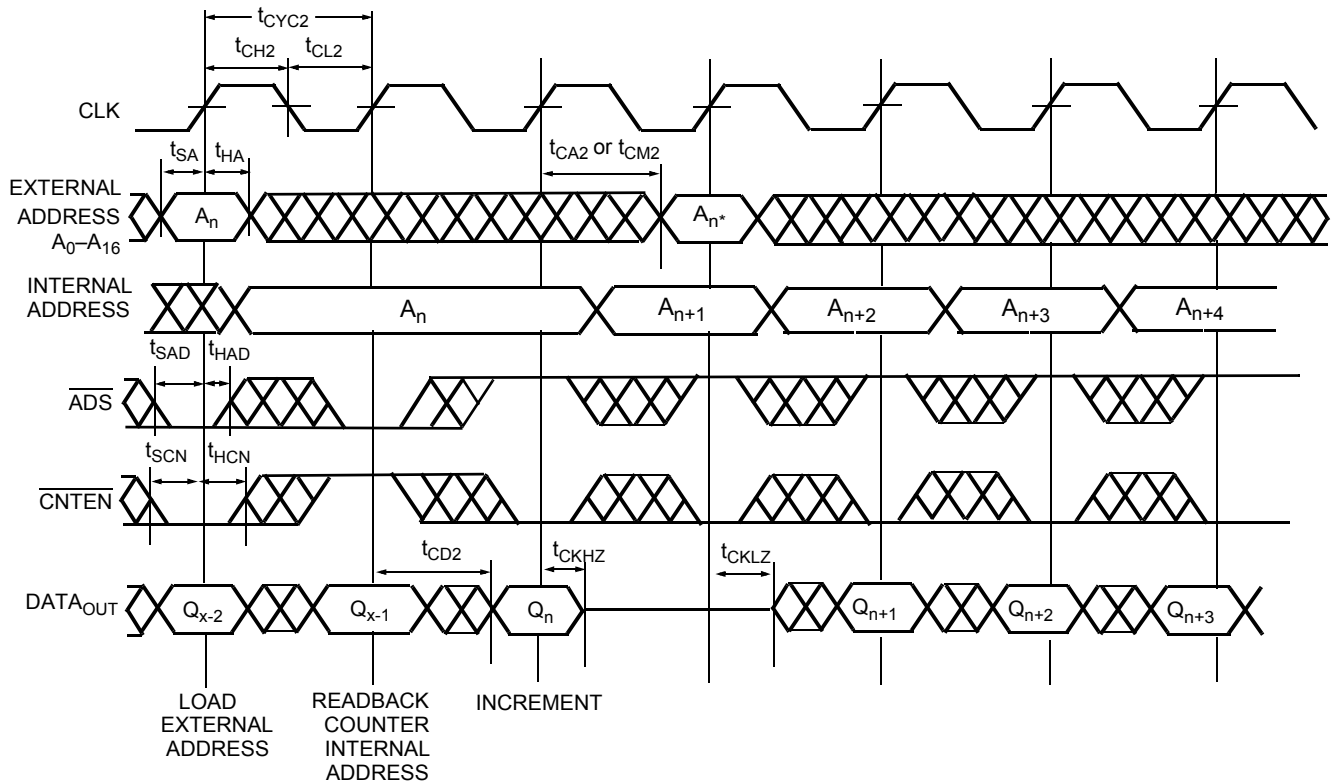 tCYC2
tCH2
tCL2
CLK
tSA
tHA
tCA2 or tCM2
EXTERNAL
ADDRESS
A0–A16
An
An*
INTERNAL
ADDRESS
An
An+1
An+2
An+3
An+4
tSAD
tHAD
ADS
tSCN
tHCN
CNTEN
tCD2
tCKHZ
tCKLZ
DATAOUT
Qx-2
Qx-1
Qn
Qn+1
Qn+2
Qn+3
LOAD
EXTERNAL
ADDRESS
READBACK
COUNTER
INTERNAL
ADDRESS
INCREMENT